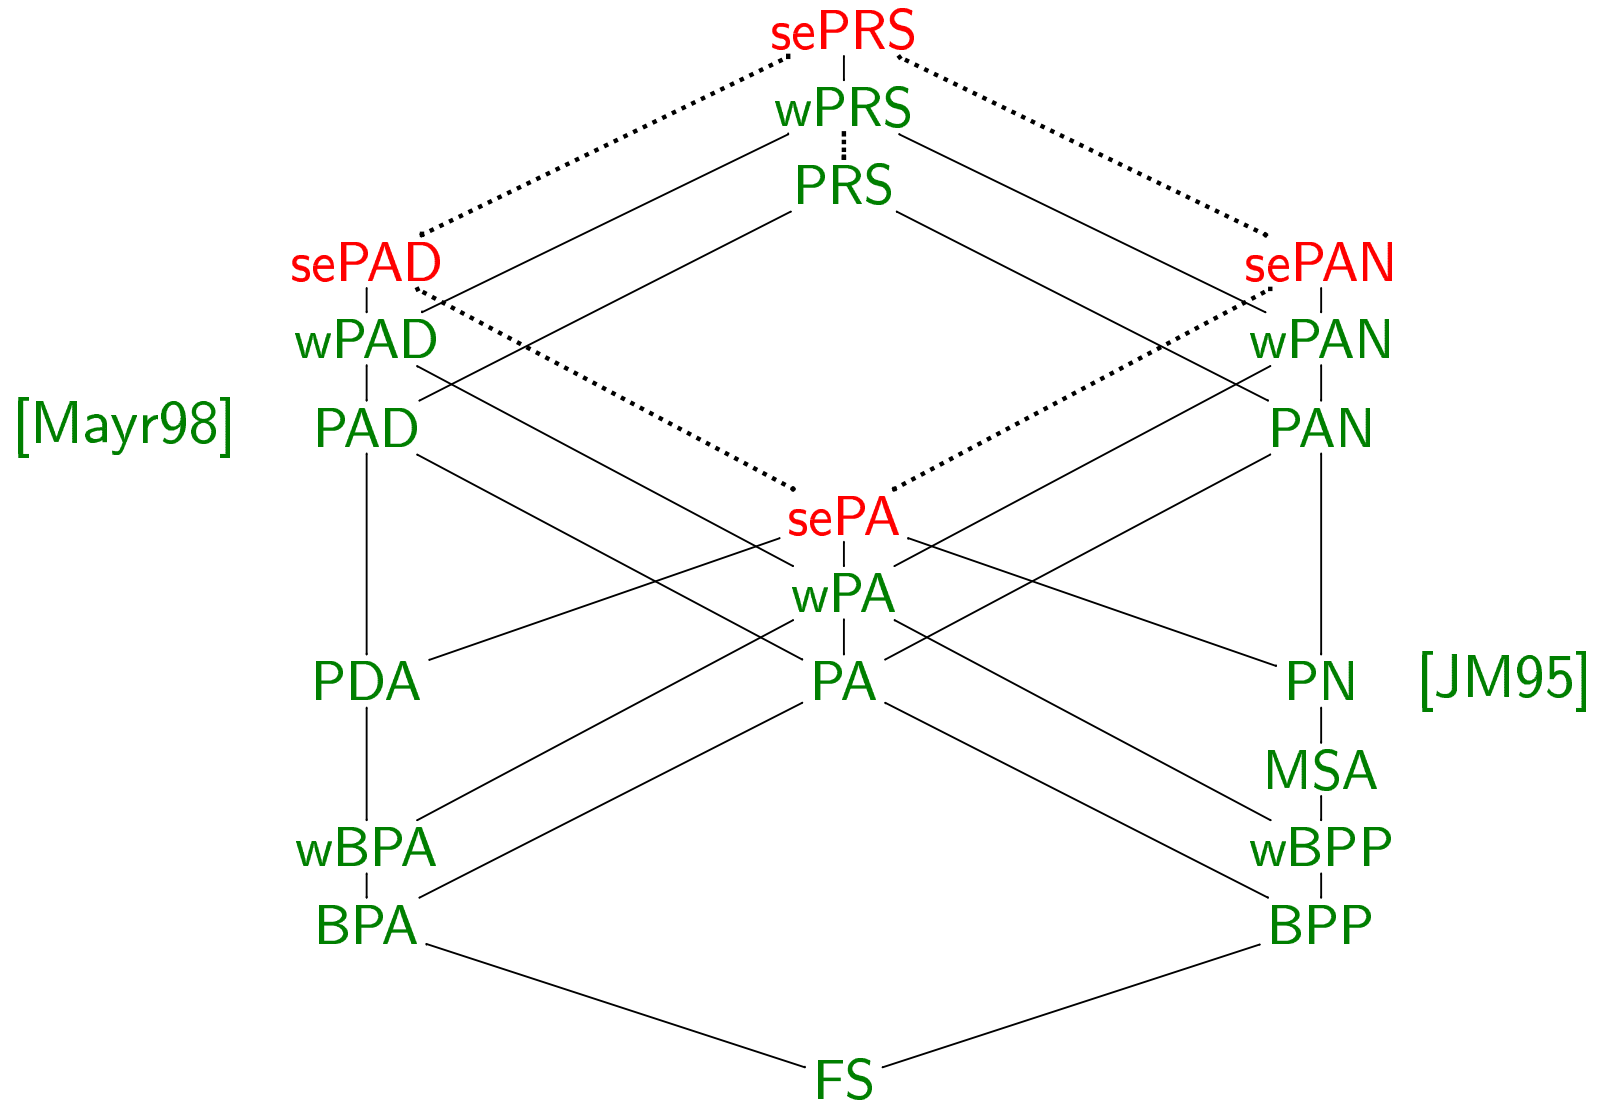 sePRS
wPRS
PRS
sePAD sePAN
wPAD wPAN
[Mayr98] PAD PAN
sePA
wPA
PDA PA PN [JM95]
MSA
wBPA wBPP
BPA BPP
FS